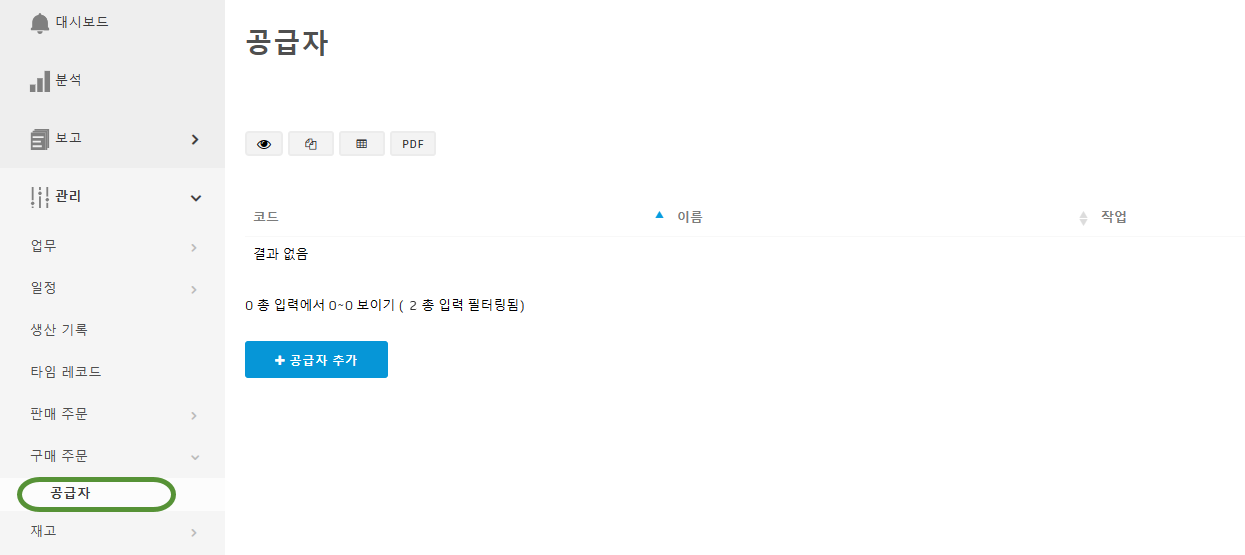 대시보드
분석
보고
관리
업무
일정
생산 기록
타임 레코드
판매 주문
구매 주문
공급자
재고
공급자
PDF
코드 이름 작업
결과 없음
0 총 입력에서 0~0 보이기 ( 2 총 입력 필터링됨)
공급자 추가